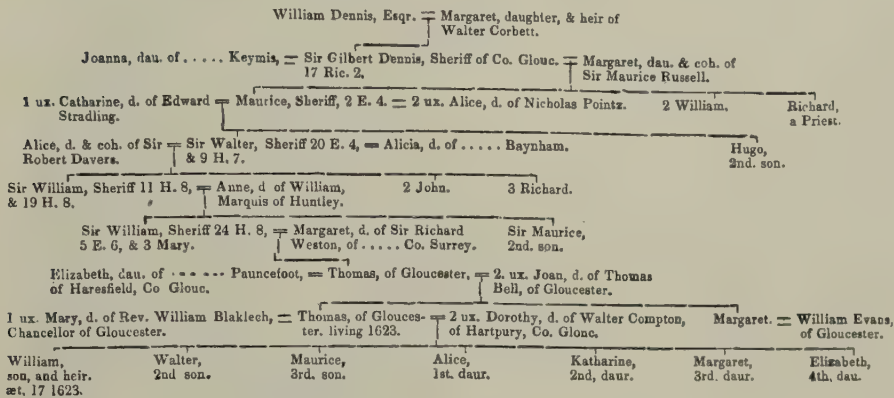 William Dennis, Esqr. = Margaret, daughter, & heir of
Walter Corbett.
Joanna, dau. of ..... Keymis, = Sir Gilbert Dennis, Sheriff of Co. Glouc. = Margaret, dau. & coh. of
17 Ric. 2. Sir Maurice Russell.
1 ux. Catharine, d. of Edward = Maurice, Sheriff, 2 E. 4. = 2 ux. Alice, d. of Nicholas Pointz. 2 William. Richard,
Stradling. a Priest.
Alice, d. & coh. of Sir = Sir Walter, Sheriff 20 E. 4, = Alicia, d. of ..... Baynham. Hugo,
Robert Davers. & 9 H. 7. 2nd. son.
Sir William, Sheriff 11 H. 8, = Anne, d of William, 2 John. 3 Richard.
& 19 H. 8. Marquis of Huntley.
Sir William, Sheriff 24 H. 8, = Margaret, d. of Sir Richard Sir Maurice,
5 E. 6, & 3 Mary. Weston, of ..... Co. Surrey. 2nd. son.
Elizabeth, dau. of ...... Pauncefoot, = Thomas, of Gloucester. = 2. ux. Joan, d. of Thomas
of Haresfield, Co Glouc. Bell, of Gloucester.
1 ux. Mary, d. of Rev. William Blaklech, = Thomas, of Glouces- = 2 ux. Dorothy, d. of Walter Compton, Margaret. = William Evans,
Chancellor of Gloucester. ter. living 1623. of Hartpury, Co. Glonc. of Gloucester.
William, Walter, Maurice, Alice, Katharine, Margaret, Elizabeth,
son, and heir. 2nd son. 3rd. son. 1st. daur. 2nd, daur. 3rd. daur. 4th. dau.
æt. 17 1623.